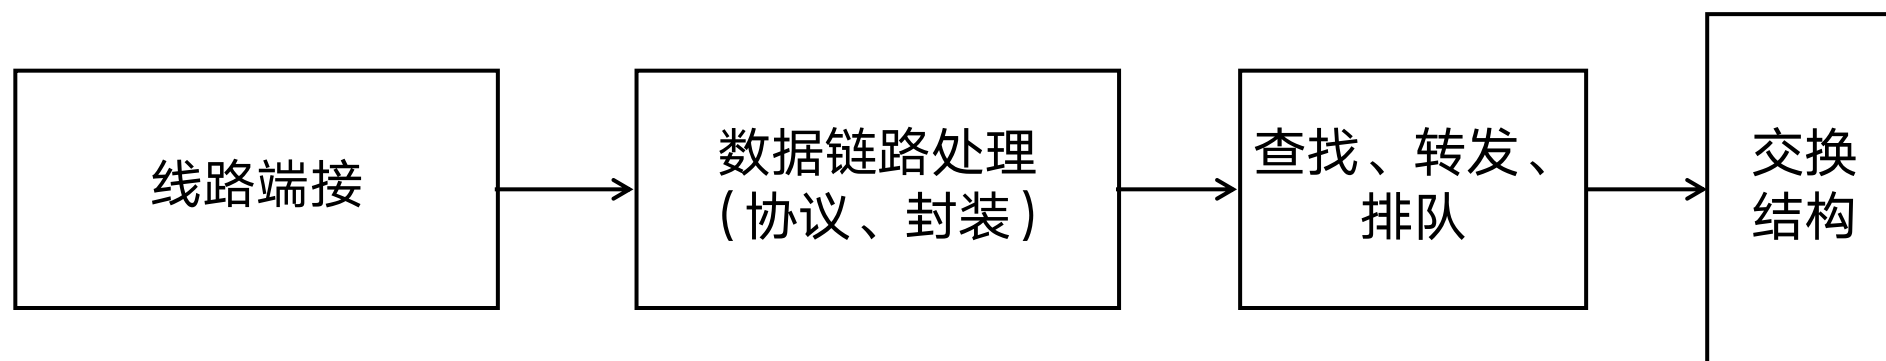 线路端接
数据链路处理
(协议、封装)
查找、转发、
排队
交换
结构